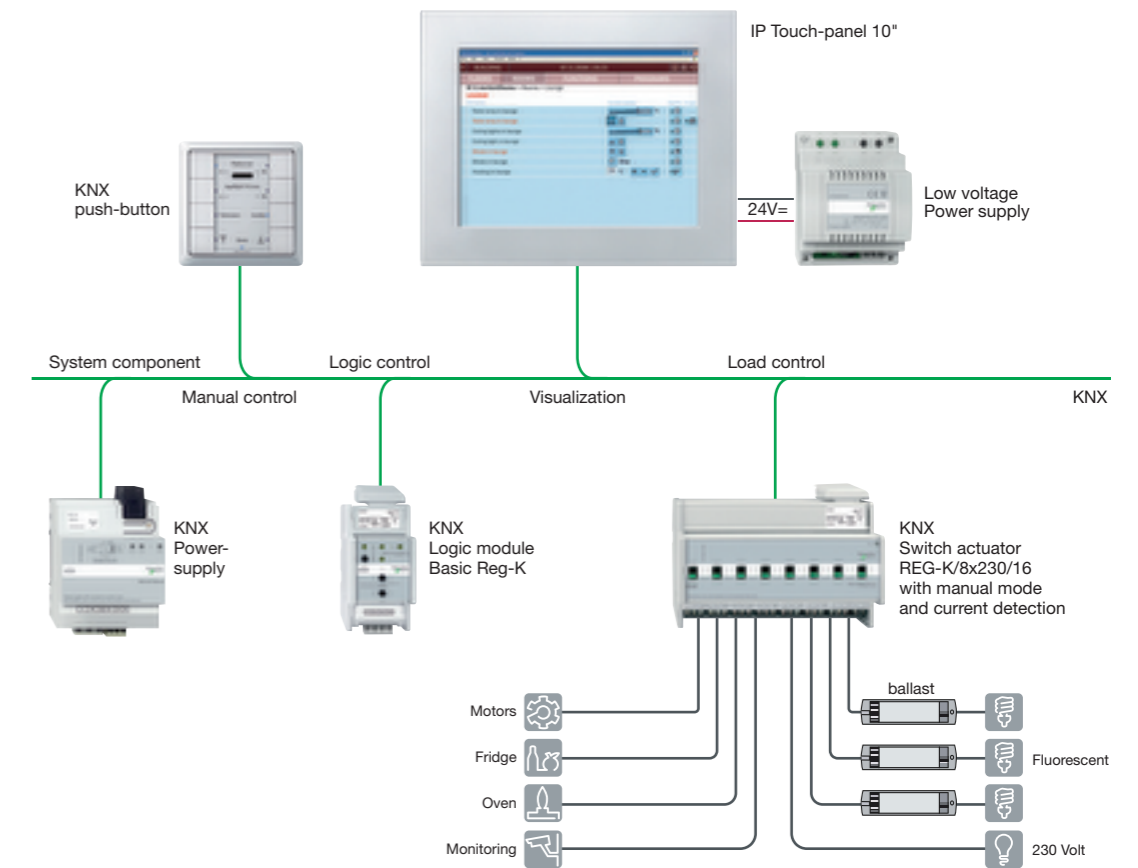 IP Touch-panel 10"
KNX
push-button
24V=
Low voltage
Power supply
System component
Logic control
Load control
Manual control
Visualization
KNX
KNX
Power-
supply
KNX
Logic module
Basic Reg-K
KNX
Switch actuator
REG-K/8x230/16
with manual mode
and current detection
ballast
Motors
Fridge
Fluorescent
Oven
Monitoring
230 Volt